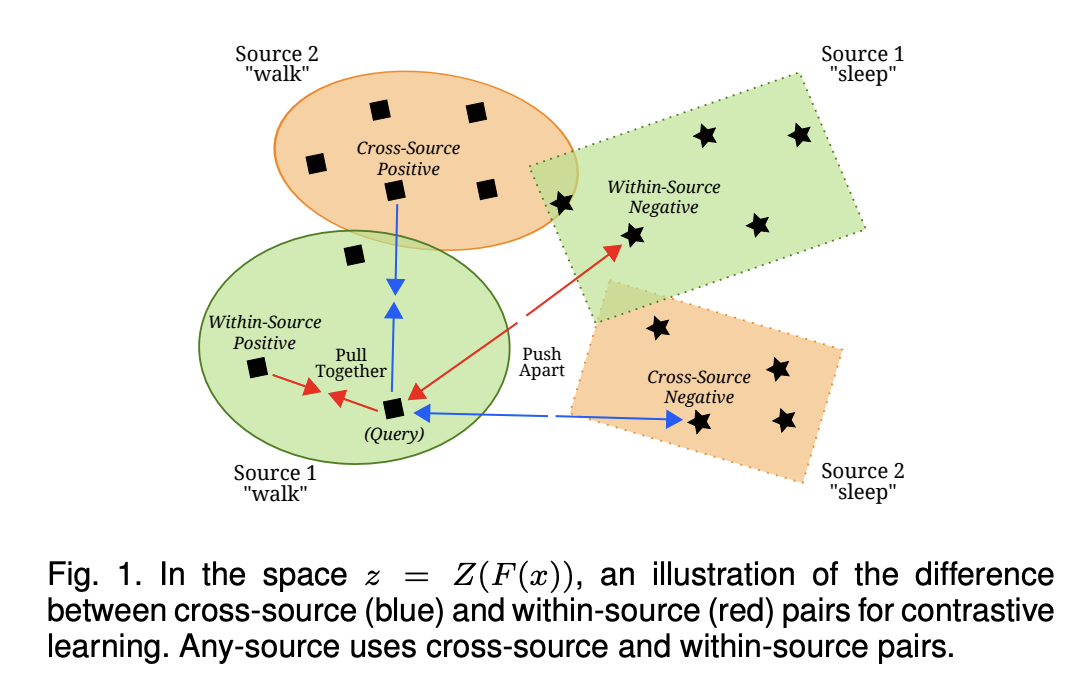 Source 2
"walk"
Source 1
"sleep"
Cross-Source
Positive
Within-Source
Negative
Within-Source
Positive
Pull
Together
Push
Apart
(Query)
Cross-Source
Negative
Source 1
"walk"
Source 2
"sleep"
Fig. 1. In the space z = Z(F(x)), an illustration of the difference
between cross-source (blue) and within-source (red) pairs for contrastive
learning. Any-source uses cross-source and within-source pairs.